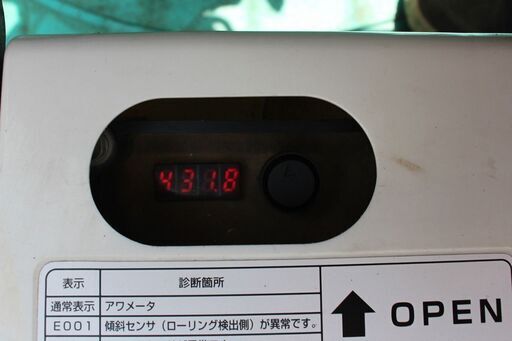 431.8
表示 診断箇所
通常表示 アワメータ
E001 傾斜センサ（ローリング検出側）が異常です。
OPEN